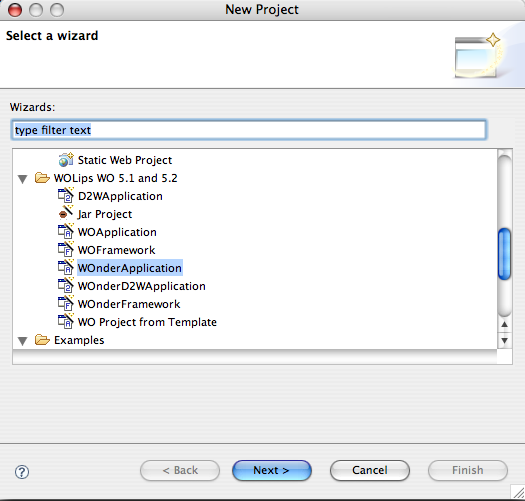 New Project
Select a wizard
Wizards:
type filter text
Static Web Project
WOLips WO 5.1 and 5.2
D2WApplication
Jar Project
WOApplication
WOFramework
WOnderApplication
WOnderD2WApplication
WOnderFramework
WO Project from Template
Examples
? < Back Next > Cancel Finish